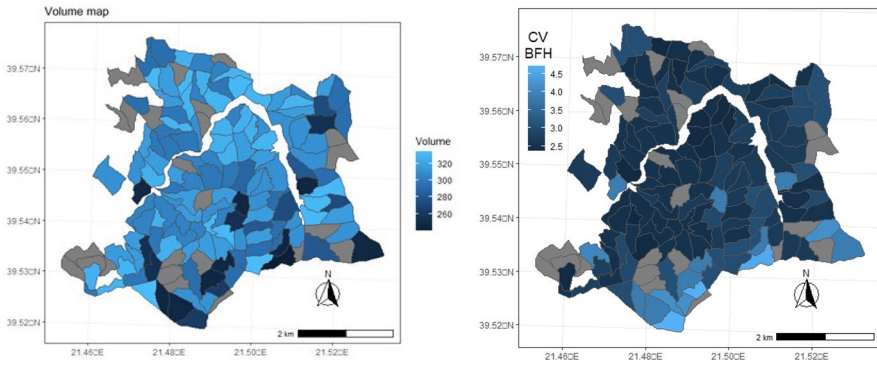 Volume map
39.57□N
39.56□N
39.55□N
39.54□N
39.53□N
39.52□N
21.46□E
21.48□E
21.50□E
21.52□E
Volume
320
300
280
260
N
2 km
CV
BFH
4.5
4.0
3.5
3.0
2.5
39.57□N
39.56□N
39.55□N
39.54□N
39.53□N
39.52□N
21.46□E
21.48□E
21.50□E
21.52□E
N
2 km